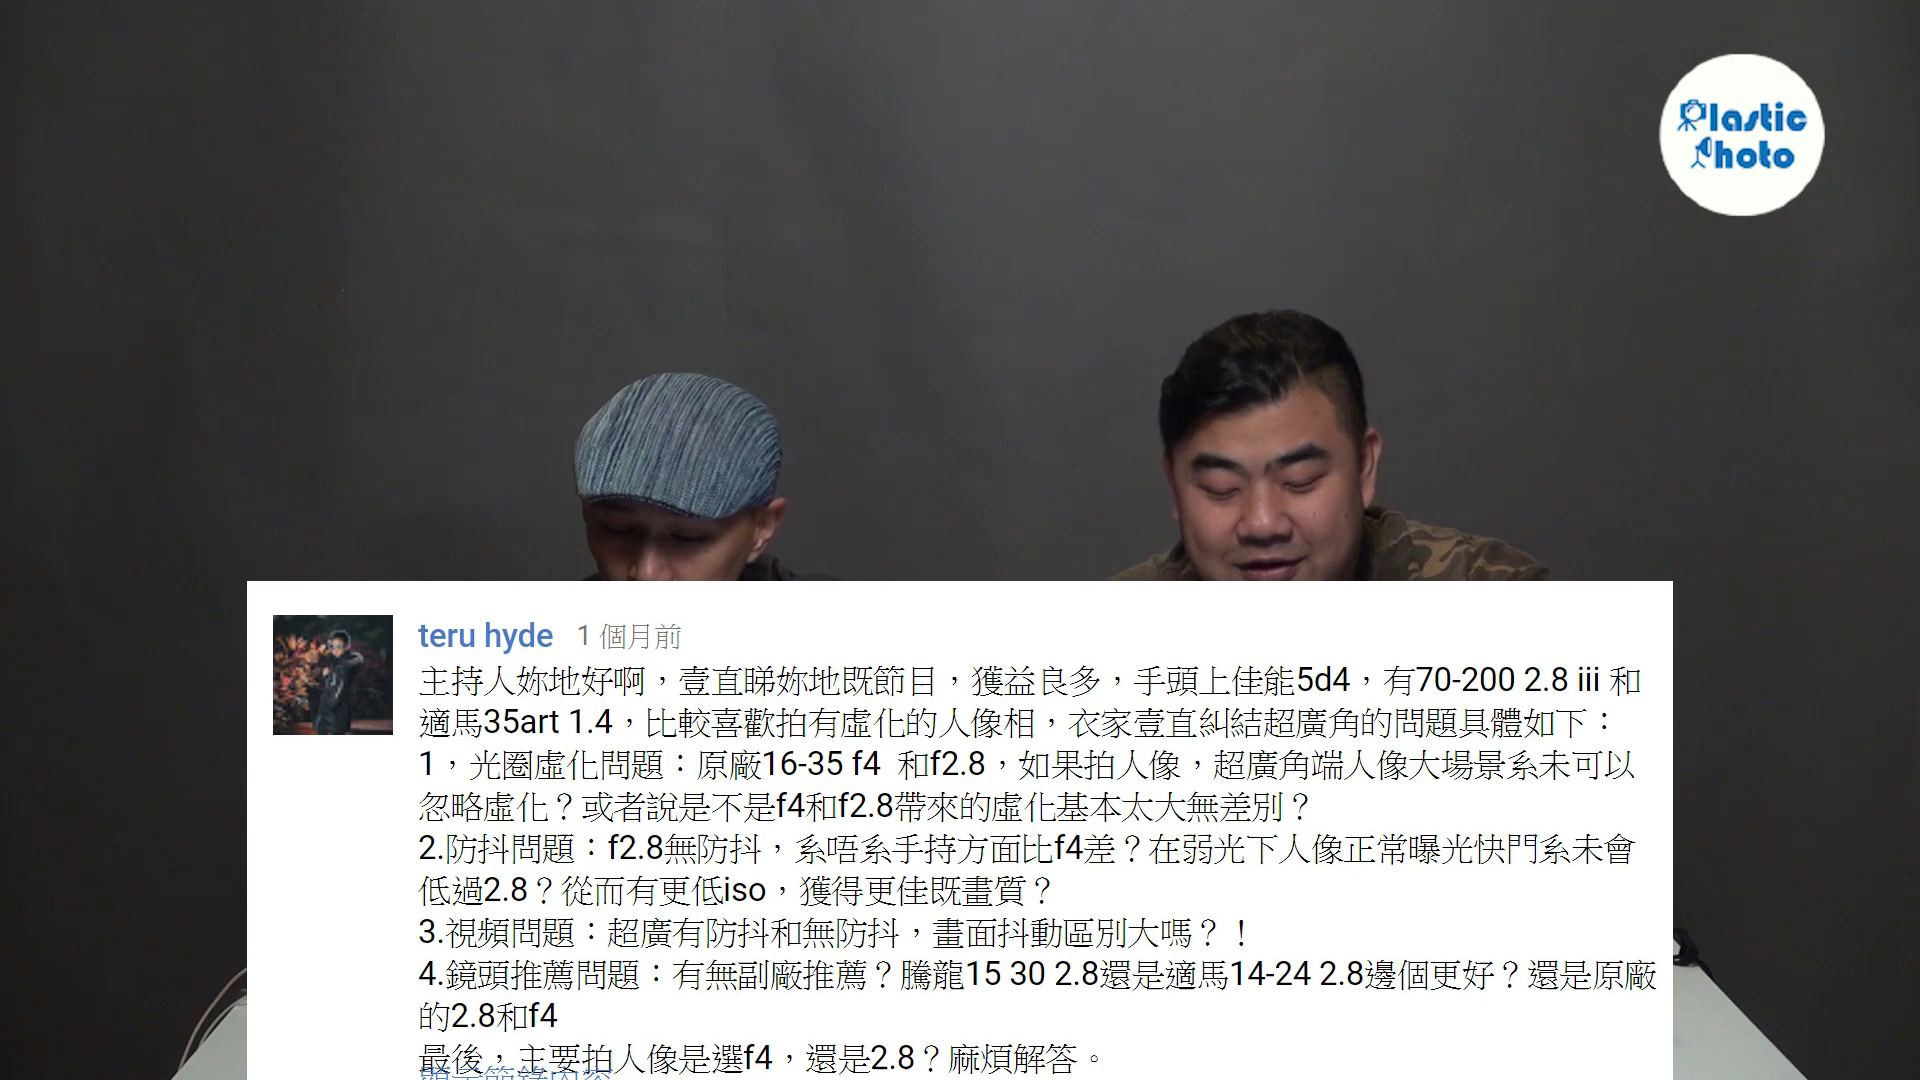 Plastic
Photo
teru hyde 1 個月前
主持人妳地好啊，壹直睇妳地既節目，獲益良多，手頭上佳能5d4，有70-200 2.8 iii 和
適馬35art 1.4，比較喜歡拍有虛化的人像相，衣家壹直糾結超廣角的問題具體如下：
1，光圈虛化問題：原廠16-35 f4 和f2.8，如果拍人像，超廣角端人像大場景系未可以
忽略虛化？或者說是不是f4和f2.8帶來的虛化基本太大無差別？
2.防抖問題：f2.8無防抖，系唔系手持方面比f4差？在弱光下人像正常曝光快門系未會
低過2.8？從而有更低iso，獲得更佳既畫質？
3.視頻問題：超廣有防抖和無防抖，畫面抖動區別大嗎？！
4.鏡頭推薦問題：有無副廠推薦？騰龍15 30 2.8還是適馬14-24 2.8邊個更好？還是原廠
的2.8和f4
最後，主要拍人像是選f4，還是2.8？麻煩解答。